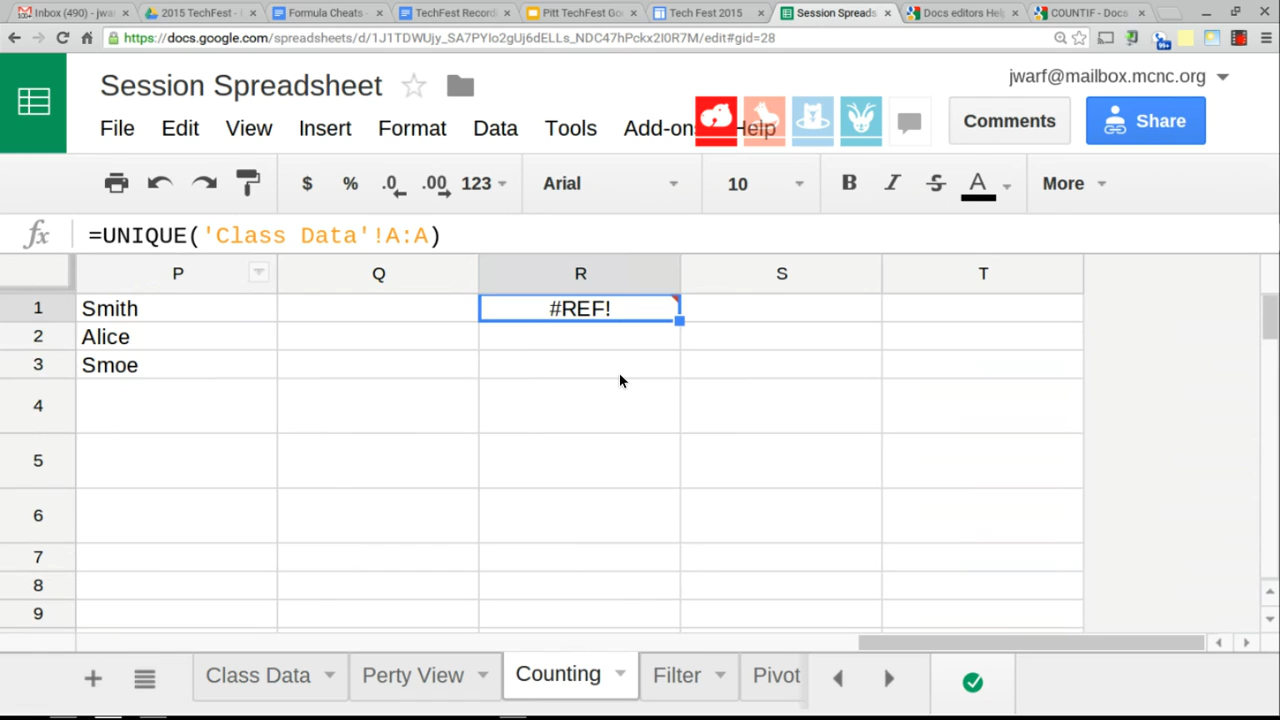 Inbox (490) - jwa
2015 TechFest -
Formula Cheats -
TechFest Record
Pitt TechFest Go
Tech Fest 2015
Session Spreads
Docs editors Hel
COUNTIF - Docs
https://docs.google.com/spreadsheets/d/1J1TDWUjy_SA7PYIo2gUj6dELLs_NDC47hPckx2I0R7M/edit#gid=28
Session Spreadsheet
jwarf@mailbox.mcnc.org
File Edit View Insert Format Data Tools Add-ons Help
Comments
Share
$ % .0 .00 123 Arial 10 B I S A More
fx =UNIQUE('Class Data'!A:A)
P Q R S T
1 Smith #REF!
2 Alice
3 Smoe
4
5
6
7
8
9
+ Class Data Perty View Counting Filter Pivot